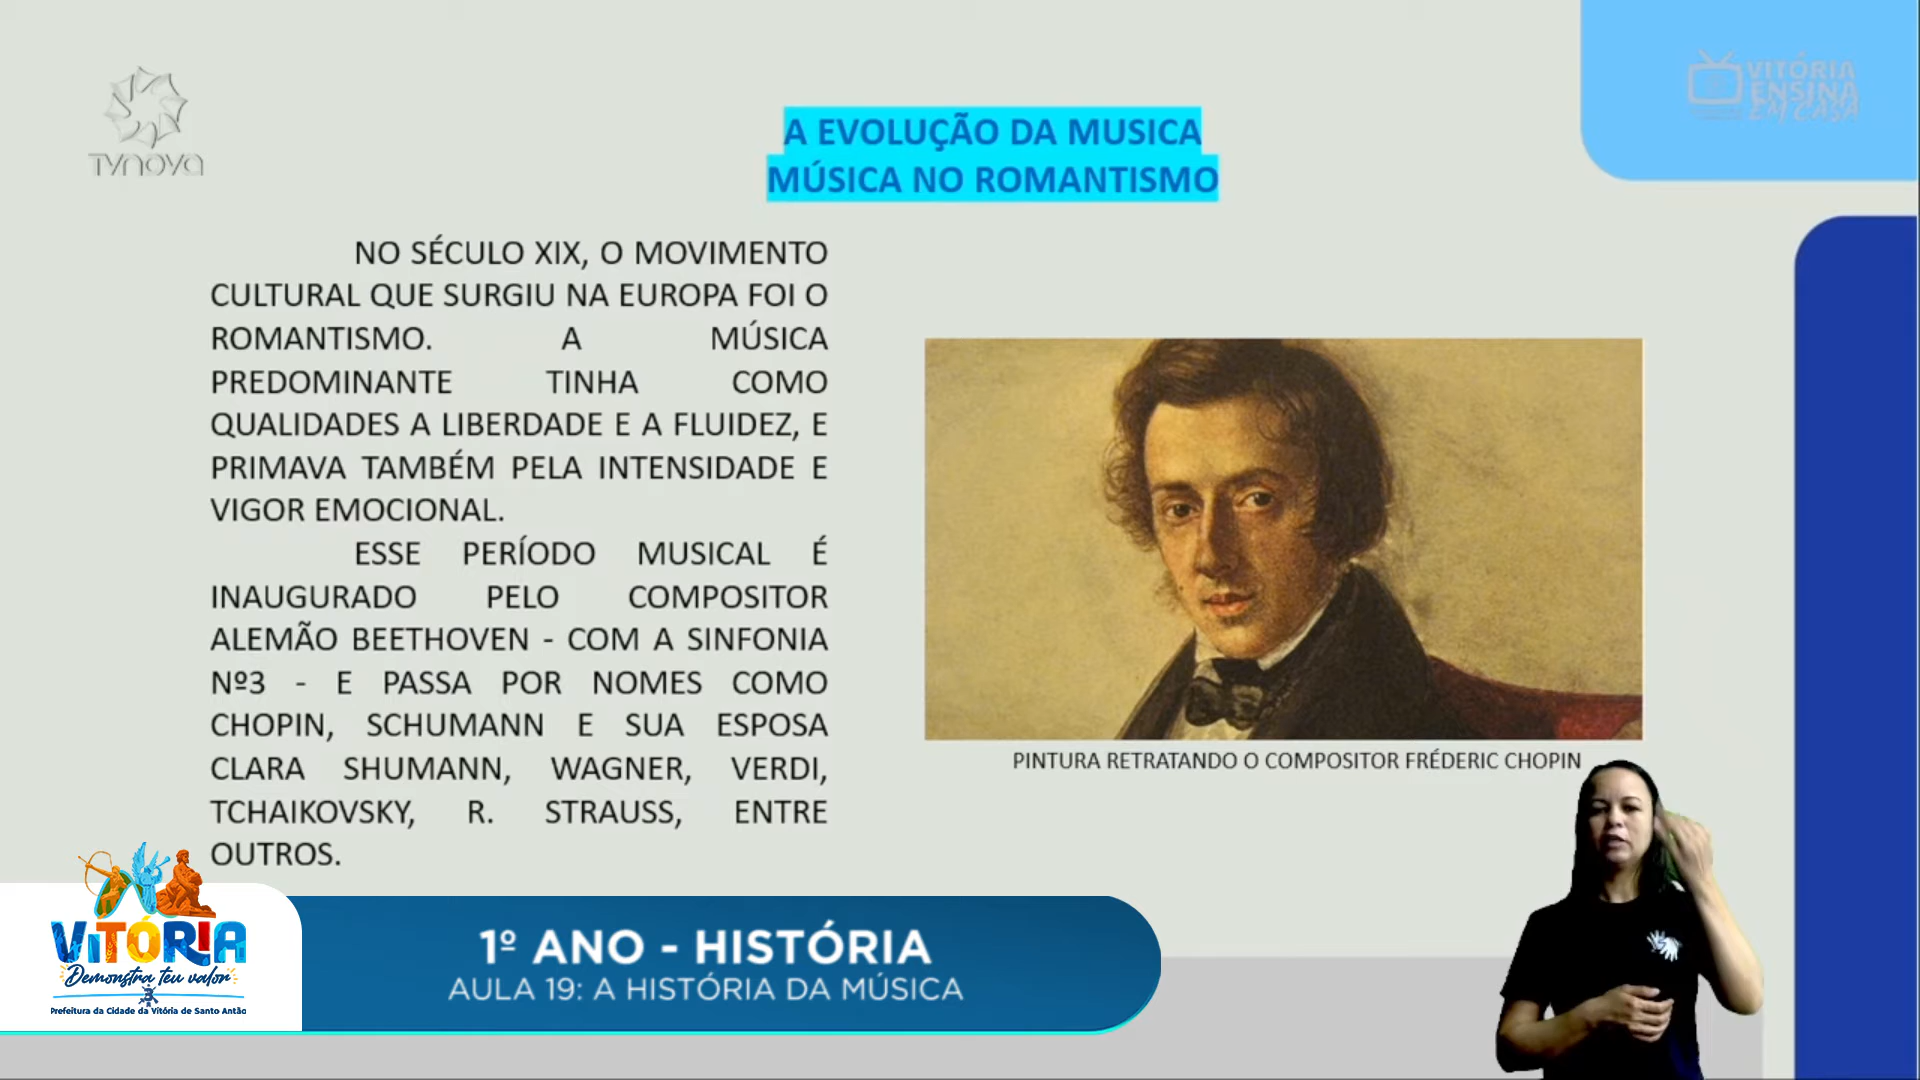 TVNOVA
VITÓRIA
ENSINA
EM CASA
A EVOLUÇÃO DA MUSICA
MÚSICA NO ROMANTISMO
NO SÉCULO XIX, O MOVIMENTO
CULTURAL QUE SURGIU NA EUROPA FOI O
ROMANTISMO. A MÚSICA
PREDOMINANTE TINHA COMO
QUALIDADES A LIBERDADE E A FLUIDEZ, E
PRIMAVA TAMBÉM PELA INTENSIDADE E
VIGOR EMOCIONAL.
ESSE PERÍODO MUSICAL É
INAUGURADO PELO COMPOSITOR
ALEMÃO BEETHOVEN - COM A SINFONIA
Nº3 - E PASSA POR NOMES COMO
CHOPIN, SCHUMANN E SUA ESPOSA
CLARA SHUMANN, WAGNER, VERDI,
TCHAIKOVSKY, R. STRAUSS, ENTRE
OUTROS.
PINTURA RETRATANDO O COMPOSITOR FRÉDERIC CHOPIN
VITÓRIA
Demonstra teu valor
Prefeitura da Cidade da Vitória de Santo Antão
1º ANO - HISTÓRIA
AULA 19: A HISTÓRIA DA MÚSICA